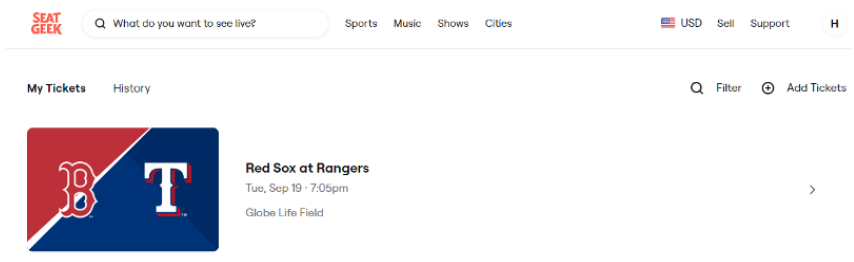 SEAT
GEEK
What do you want to see live?
Sports Music Shows Cities
USD Sell Support H
My Tickets History
Filter Add Tickets
B T
Red Sox at Rangers
Tue, Sep 19 · 7:05pm
Globe Life Field